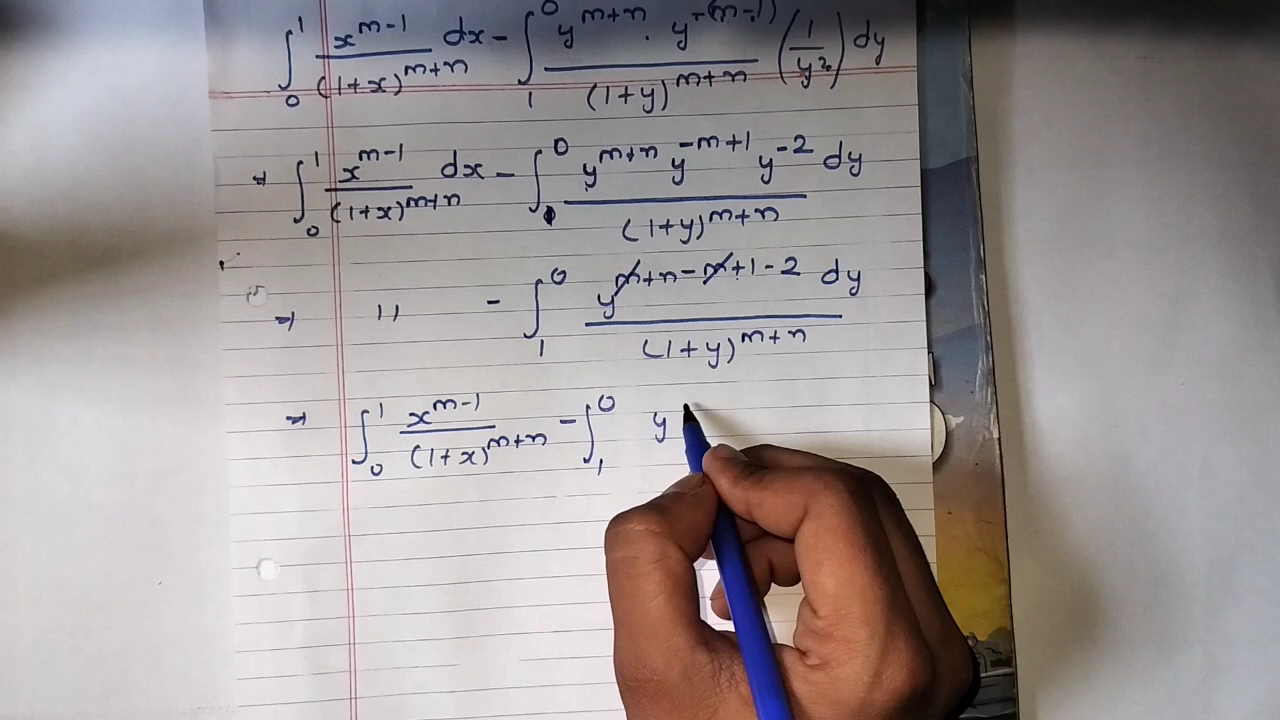 ∫₀¹ x^(m-1)/(1+x)^(m+n) dx - ∫₁⁰ y^(m+n) · y^-(m-1)/(1+y)^(m+n) (1/y²) dy
⇒ ∫₀¹ x^(m-1)/(1+x)^(m+n) dx - ∫₁⁰ y^(m+n) y^(-m+1) y^(-2) dy/(1+y)^(m+n)
⇒ 11 - ∫₁⁰ y^(m+n-m+1-2) dy/(1+y)^(m+n)
⇒ ∫₀¹ x^(m-1)/(1+x)^(m+n) - ∫₁⁰ y